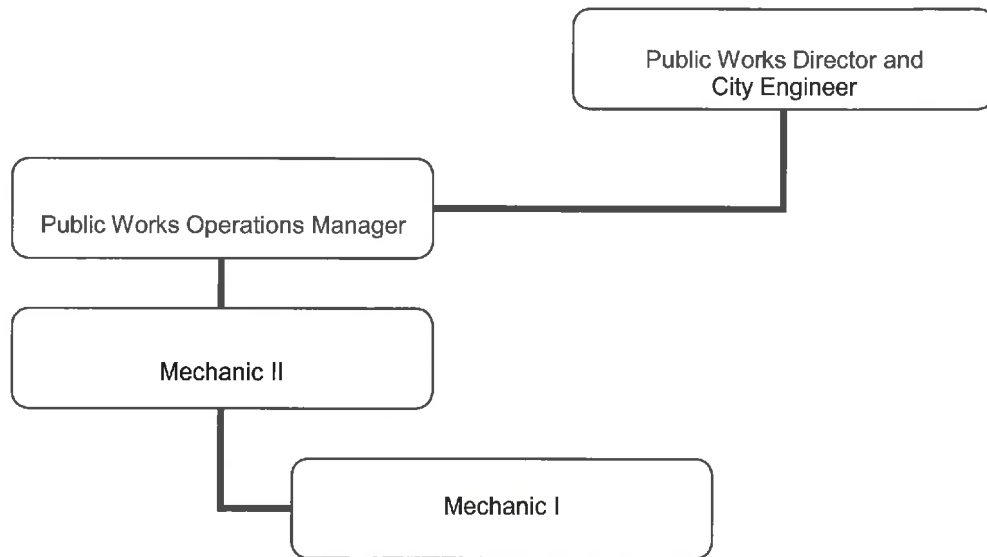 Public Works Director and
City Engineer
Public Works Operations Manager
Mechanic II
Mechanic I